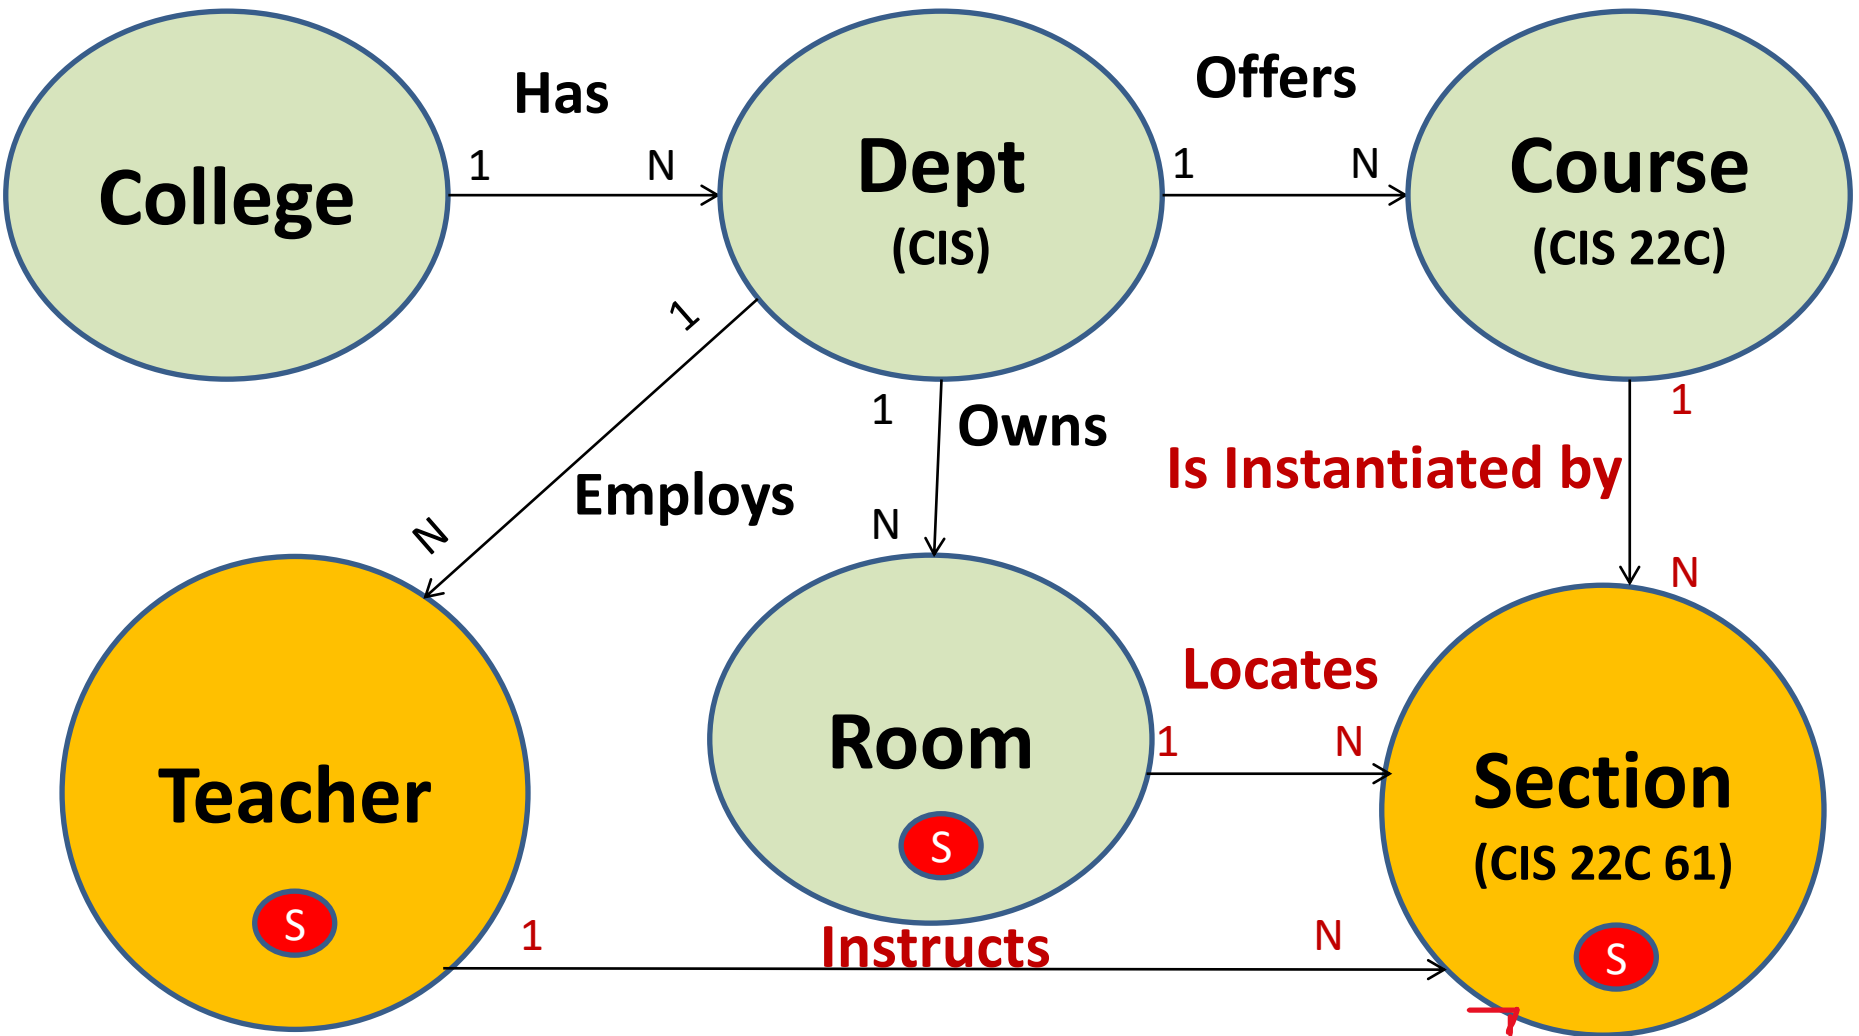 Has
Offers
College
1
N
Dept
(CIS)
1
N
Course
(CIS 22C)
1
1
Owns
1
Employs
Is Instantiated by
N
N
N
Locates
Teacher
Room
1
N
Section
(CIS 22C 61)
S
S
S
1
Instructs
N